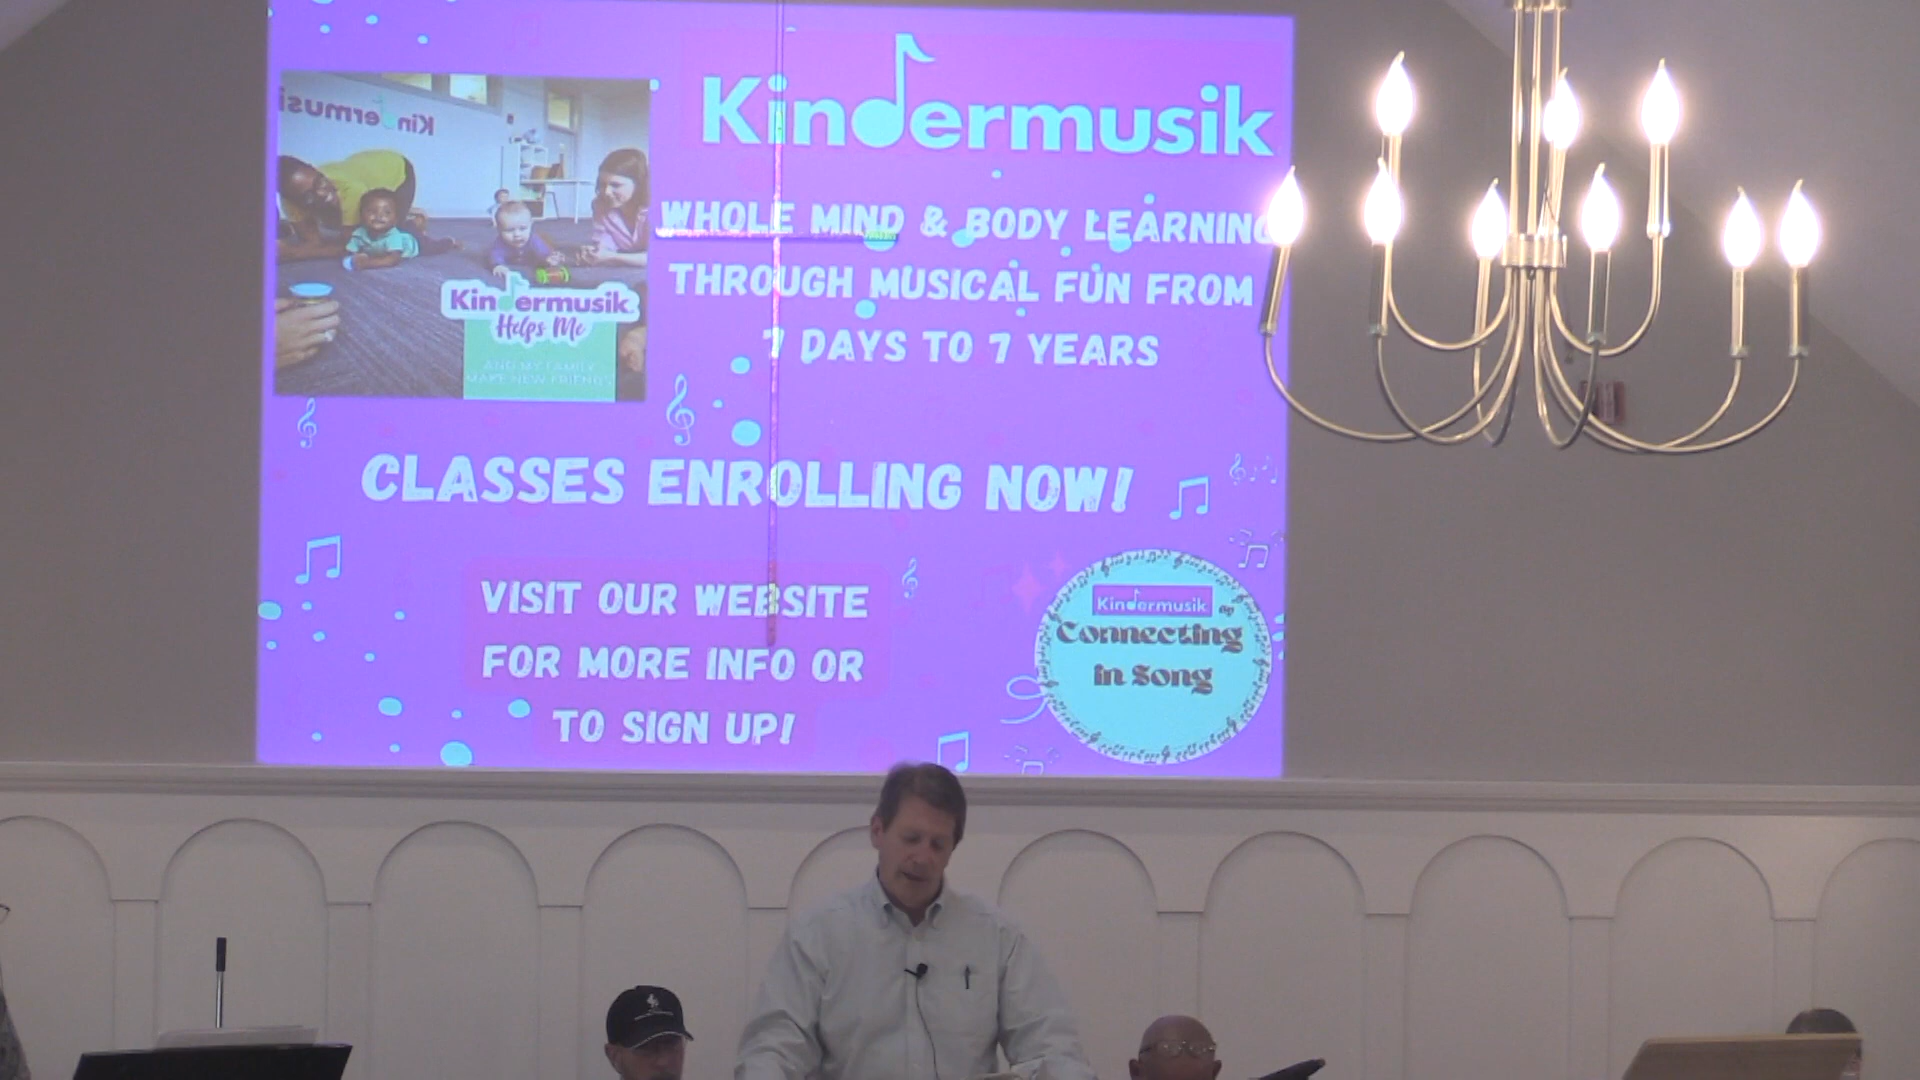 Kindermusik
Kindermusik
WHOLE MIND & BODY LEARNING
THROUGH MUSICAL FUN FROM
7 DAYS TO 7 YEARS
Kindermusik
Helps Me
AND MY FAMILY
MAKE NEW FRIENDS
CLASSES ENROLLING NOW!
VISIT OUR WEBSITE
FOR MORE INFO OR
TO SIGN UP!
Kindermusik by
Connecting
in Song